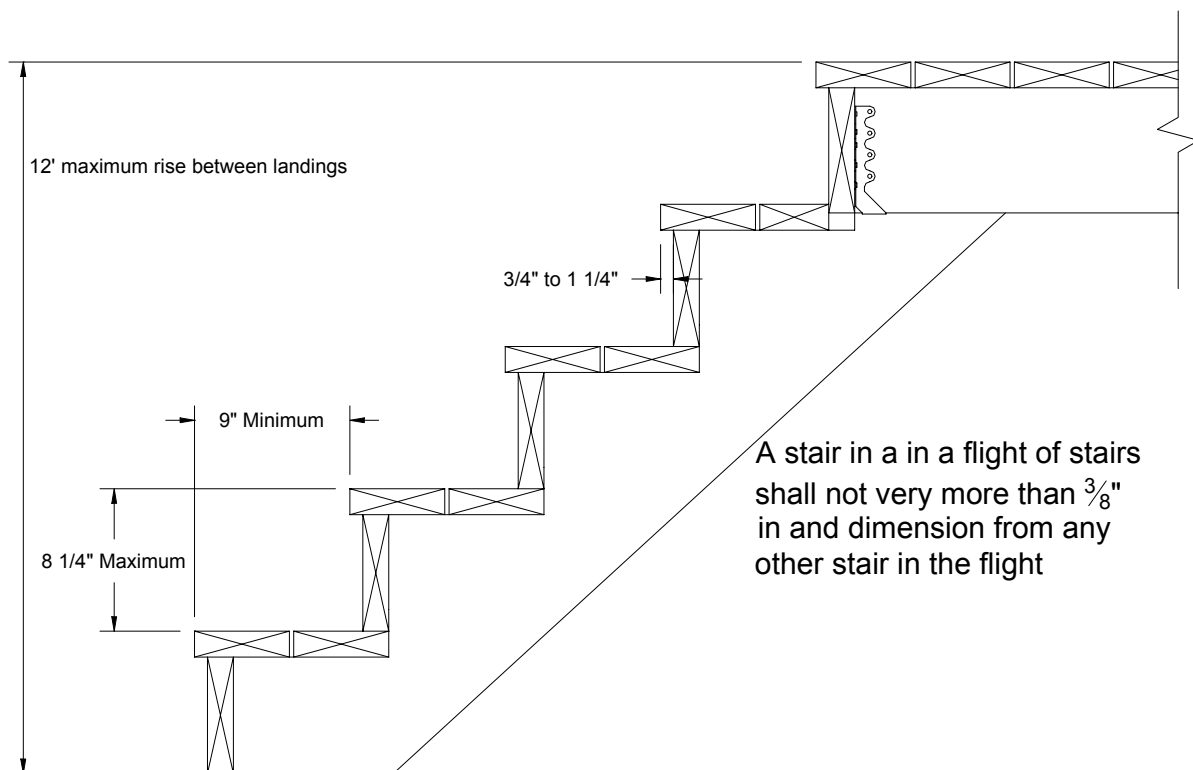 12' maximum rise between landings
3/4" to 1 1/4"
9" Minimum
8 1/4" Maximum
A stair in a in a flight of stairs
shall not very more than 3⁄8"
in and dimension from any
other stair in the flight